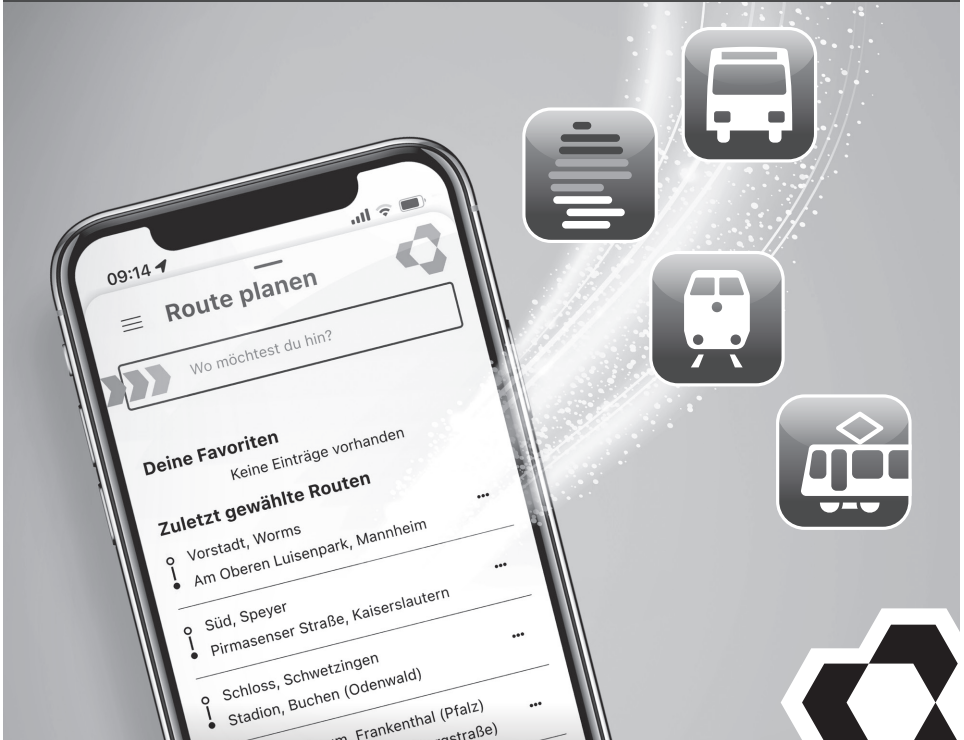 09:14
Route planen
Wo möchtest du hin?
Deine Favoriten
Keine Einträge vorhanden
Zuletzt gewählte Routen
Vorstadt, Worms
Am Oberen Luisenpark, Mannheim
Süd, Speyer
Pirmasenser Straße, Kaiserslautern
Schloss, Schwetzingen
Stadion, Buchen (Odenwald)
Frankenthal (Pfalz)